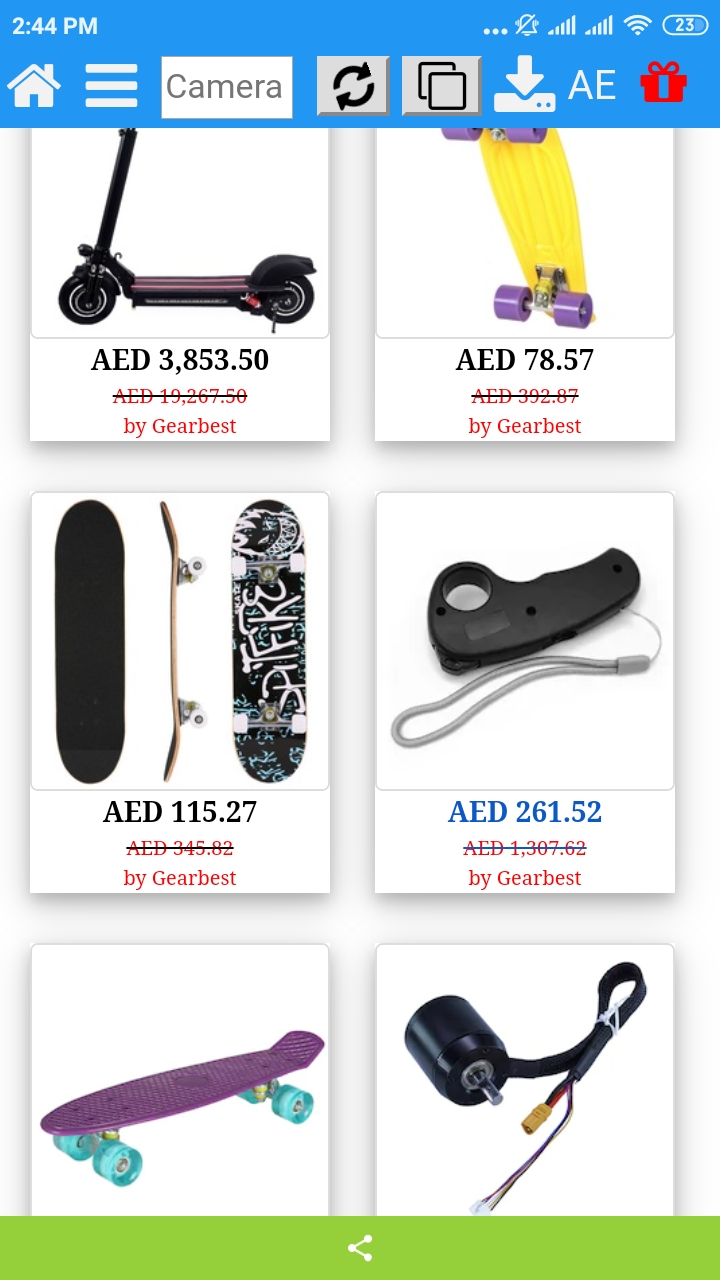 2:44 PM
23
Camera
AE
AED 3,853.50
AED 19,267.50
by Gearbest
AED 78.57
AED 392.87
by Gearbest
SPITFIRE
AED 115.27
AED 345.82
by Gearbest
AED 261.52
AED 1,307.62
by Gearbest